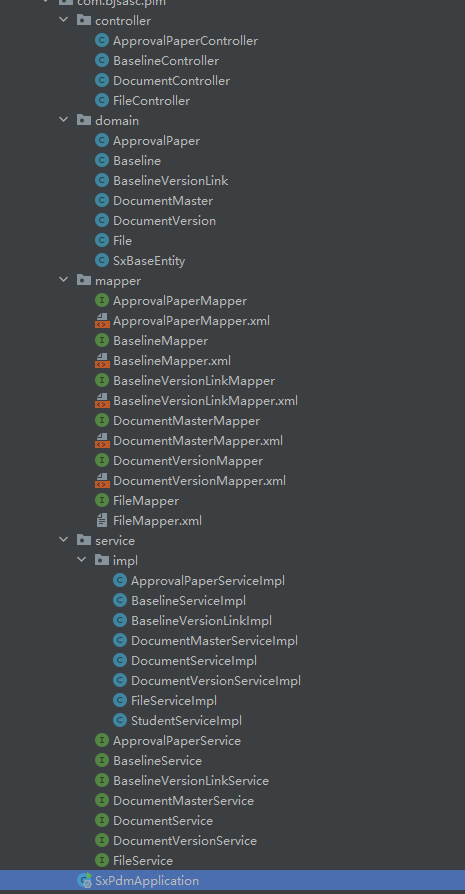 com.bjsasc.plm
controller
ApprovalPaperController
BaselineController
DocumentController
FileController
domain
ApprovalPaper
Baseline
BaselineVersionLink
DocumentMaster
DocumentVersion
File
SxBaseEntity
mapper
ApprovalPaperMapper
ApprovalPaperMapper.xml
BaselineMapper
BaselineMapper.xml
BaselineVersionLinkMapper
BaselineVersionLinkMapper.xml
DocumentMasterMapper
DocumentMasterMapper.xml
DocumentVersionMapper
DocumentVersionMapper.xml
FileMapper
FileMapper.xml
service
impl
ApprovalPaperServiceImpl
BaselineServiceImpl
BaselineVersionLinkImpl
DocumentMasterServiceImpl
DocumentServiceImpl
DocumentVersionServiceImpl
FileServiceImpl
StudentServiceImpl
ApprovalPaperService
BaselineService
BaselineVersionLinkService
DocumentMasterService
DocumentService
DocumentVersionService
FileService
SxPdmApplication